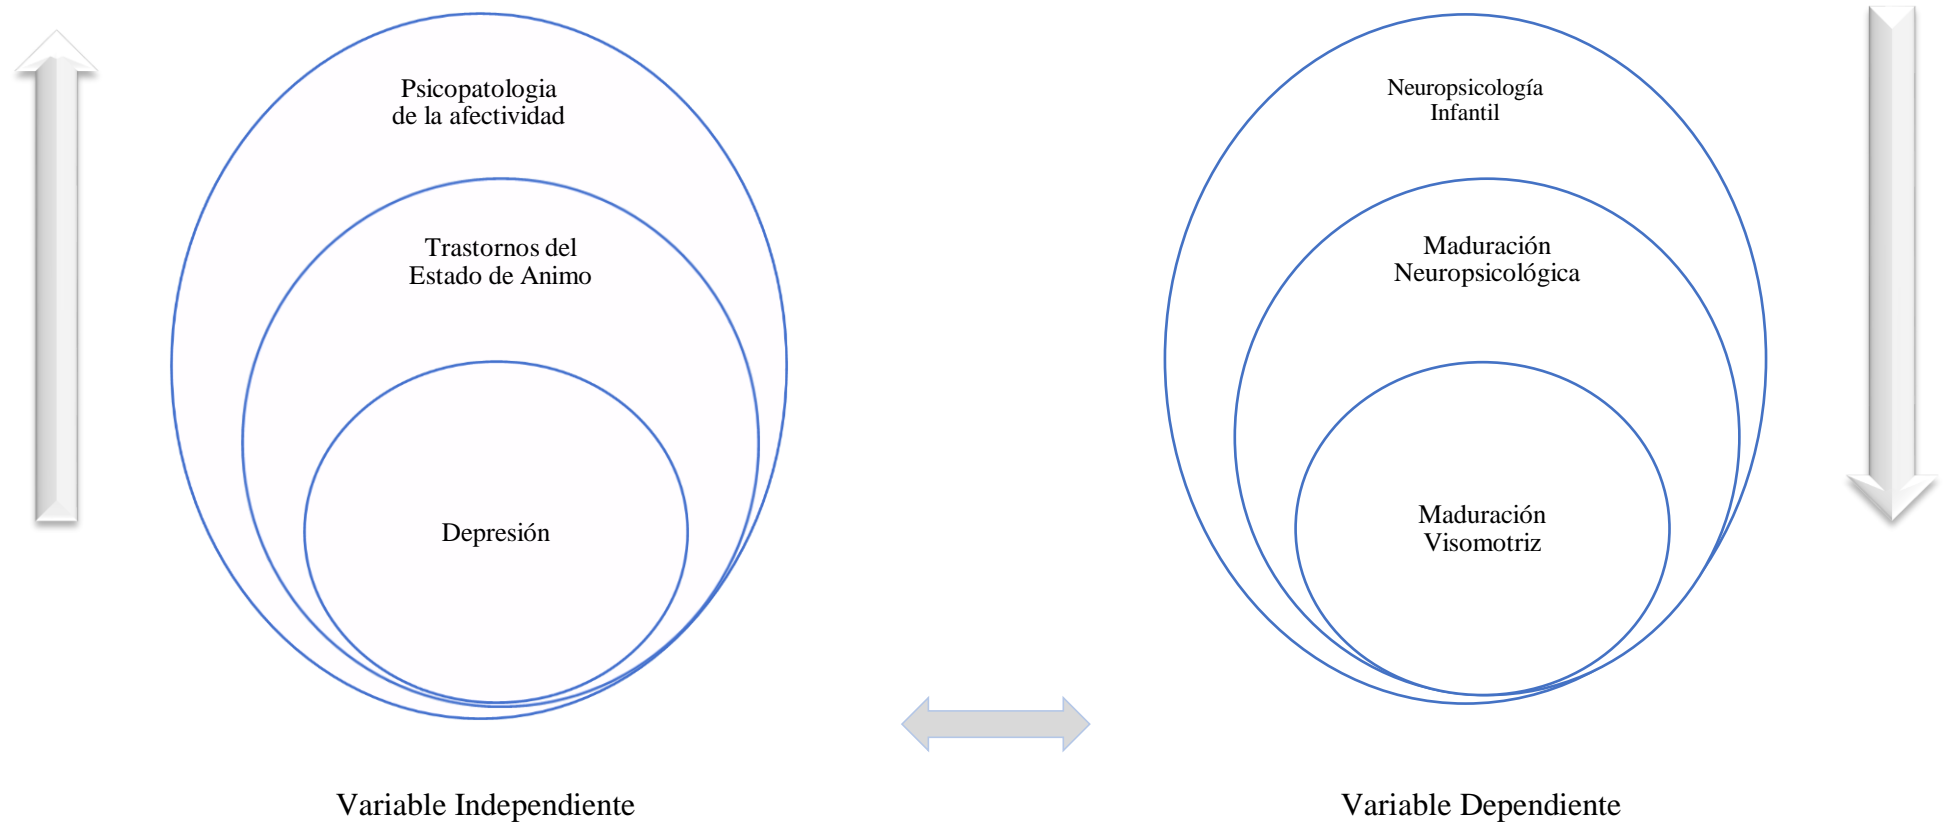 Psicopatologia
de la afectividad
Trastornos del
Estado de Animo
Depresión
Variable Independiente
Neuropsicología
Infantil
Maduración
Neuropsicológica
Maduración
Visomotriz
Variable Dependiente